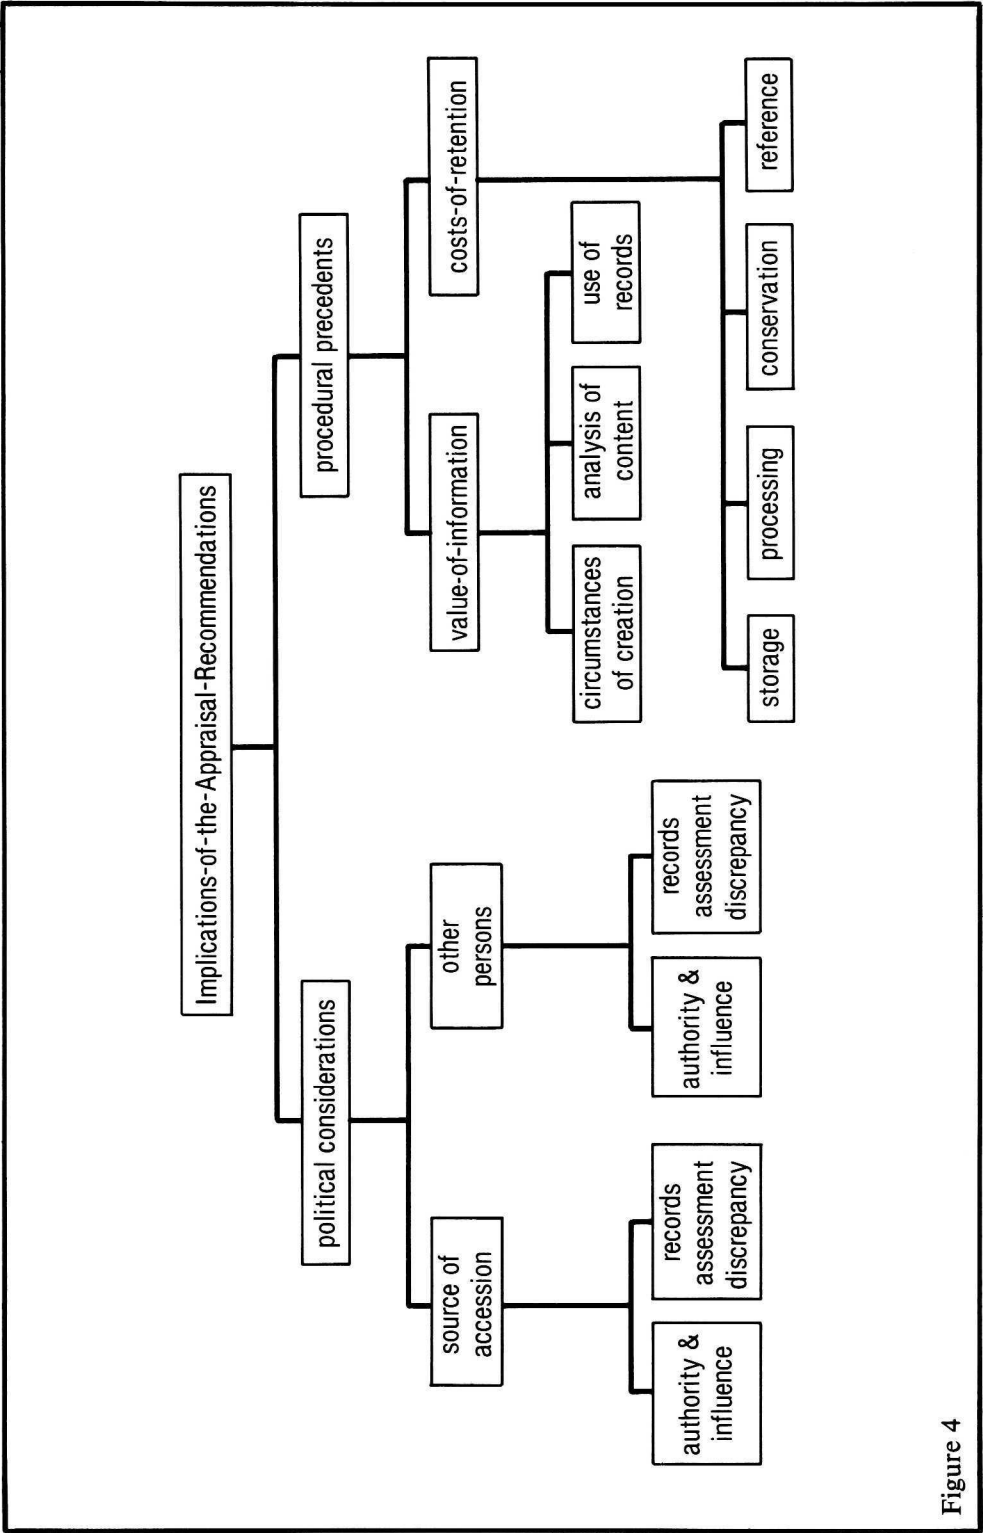 Implications-of-the-Appraisal-Recommendations
political considerations
procedural precedents
source of
accession
other
persons
value-of-information
costs-of-retention
authority &
influence
records
assessment
discrepancy
authority &
influence
records
assessment
discrepancy
circumstances
of creation
analysis of
content
use of
records
storage
processing
conservation
reference
Figure 4